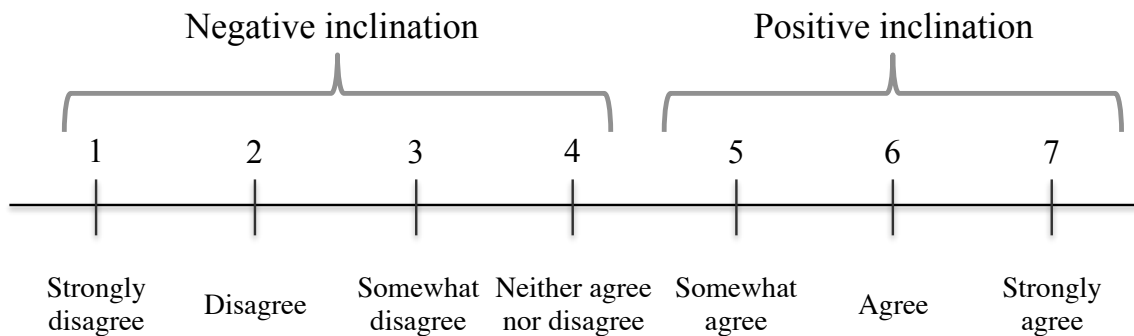 Negative inclination
Positive inclination
1 2 3 4 5 6 7
Strongly
disagree
Disagree
Somewhat
disagree
Neither agree
nor disagree
Somewhat
agree
Agree
Strongly
agree